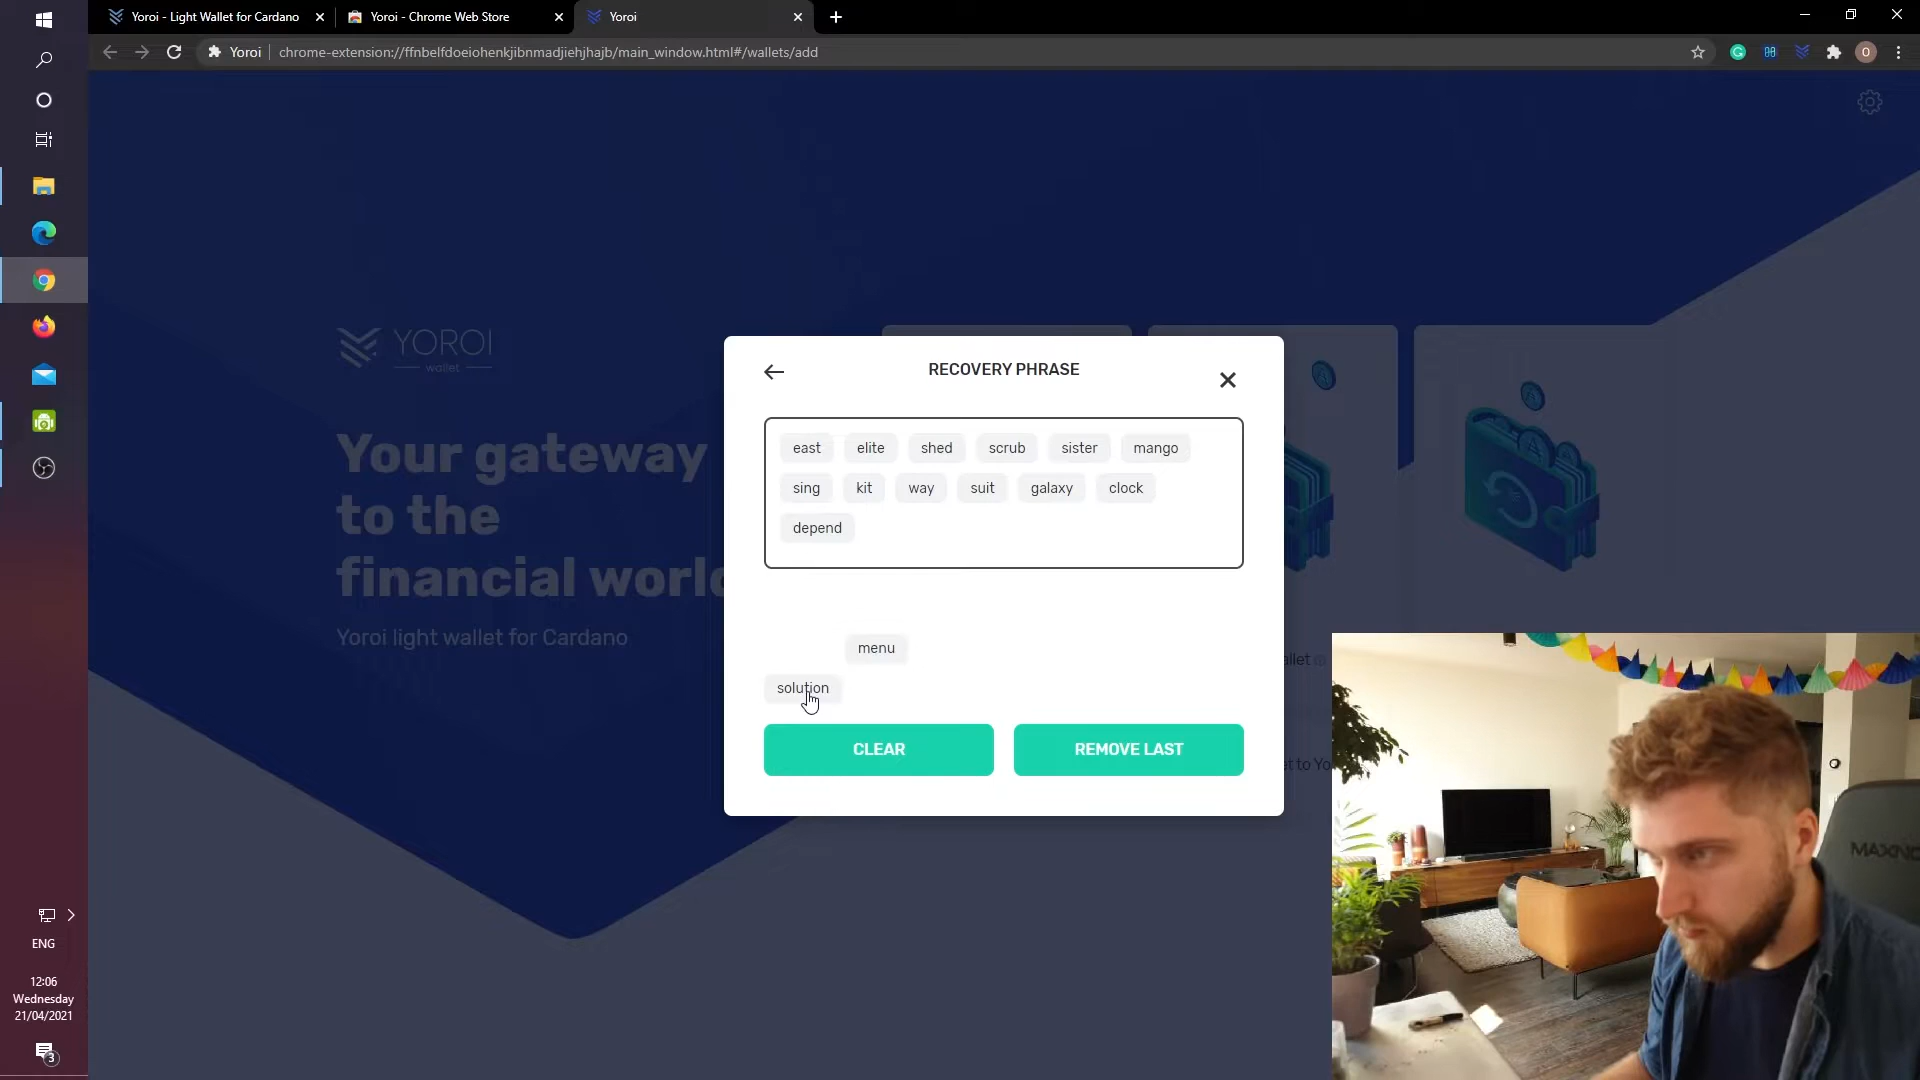 Yoroi - Light Wallet for Cardano
Yoroi - Chrome Web Store
Yoroi
Yoroi chrome-extension://ffnbelfdoeiohenkjibnmadjiehjhajb/main_window.html#/wallets/add
O
YOROI
wallet
Your gateway
to the
financial world
Yoroi light wallet for Cardano
RECOVERY PHRASE
east elite shed scrub sister mango
sing kit way suit galaxy clock
depend
menu
solution
CLEAR REMOVE LAST
ENG
12:06
Wednesday
21/04/2021
3
MAXNO